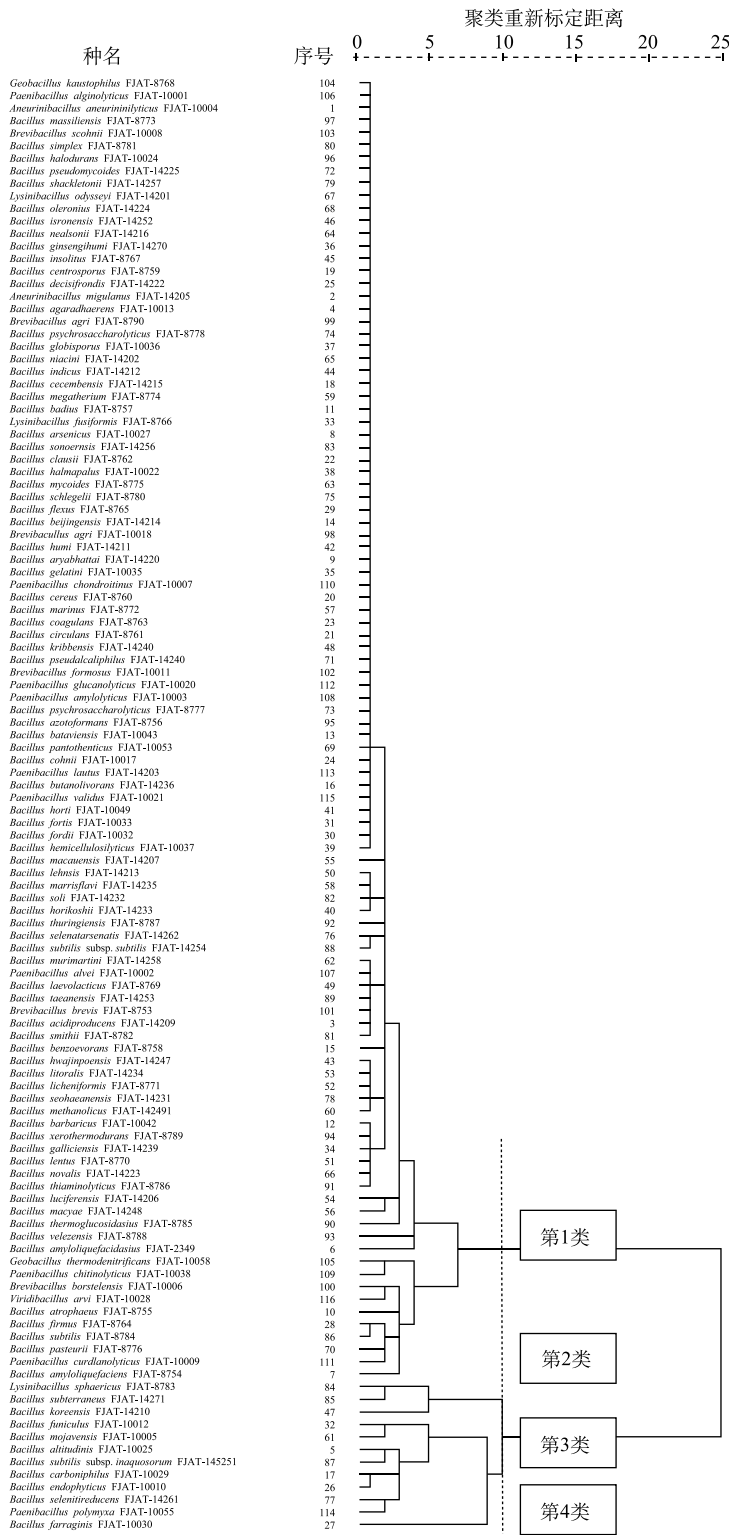 聚类重新标定距离
种名 序号 0 5 10 15 20 25
Geobacillus kaustophilus FJAT-8768 104
Paenibacillus alginolyticus FJAT-10001 106
Aneurinibacillus aneurininilyticus FJAT-10004 1
Bacillus massiliensis FJAT-8773 97
Brevibacillus scohnii FJAT-10008 103
Bacillus simplex FJAT-8781 80
Bacillus halodurans FJAT-10024 96
Bacillus pseudomycoides FJAT-14225 72
Bacillus shackletonii FJAT-14257 79
Lysinibacillus odysseyi FJAT-14201 67
Bacillus oleronius FJAT-14224 68
Bacillus isronensis FJAT-14252 46
Bacillus nealsonii FJAT-14216 64
Bacillus ginsengihumi FJAT-14270 36
Bacillus insolitus FJAT-8767 45
Bacillus centrosporus FJAT-8759 19
Bacillus decisifrondis FJAT-14222 25
Aneurinibacillus migulanus FJAT-14205 2
Bacillus agaradhaerens FJAT-10013 4
Brevibacillus agri FJAT-8790 99
Bacillus psychrosaccharolyticus FJAT-8778 74
Bacillus globisporus FJAT-10036 37
Bacillus niacini FJAT-14202 65
Bacillus indicus FJAT-14212 44
Bacillus cecembensis FJAT-14215 18
Bacillus megatherium FJAT-8774 59
Bacillus badius FJAT-8757 11
Lysinibacillus fusiformis FJAT-8766 33
Bacillus arsenicus FJAT-10027 8
Bacillus sonoernsis FJAT-14256 83
Bacillus clausii FJAT-8762 22
Bacillus halmapalus FJAT-10022 38
Bacillus mycoides FJAT-8775 63
Bacillus schlegelii FJAT-8780 75
Bacillus flexus FJAT-8765 29
Bacillus beijingensis FJAT-14214 14
Brevibacullus agri FJAT-10018 98
Bacillus humi FJAT-14211 42
Bacillus aryabhattai FJAT-14220 9
Bacillus gelatini FJAT-10035 35
Paenibacillus chondroitinus FJAT-10007 110
Bacillus cereus FJAT-8760 20
Bacillus marinus FJAT-8772 57
Bacillus coagulans FJAT-8763 23
Bacillus circulans FJAT-8761 21
Bacillus kribbensis FJAT-14240 48
Bacillus pseudalcaliphilus FJAT-14240 71
Brevibacillus formosus FJAT-10011 102
Paenibacillus glucanolyticus FJAT-10020 112
Paenibacillus amylolyticus FJAT-10003 108
Bacillus psychrosaccharolyticus FJAT-8777 73
Bacillus azotoformans FJAT-8756 95
Bacillus bataviensis FJAT-10043 13
Bacillus pantothenticus FJAT-10053 69
Bacillus cohnii FJAT-10017 24
Paenibacillus lautus FJAT-14203 113
Bacillus butanolivorans FJAT-14236 16
Paenibacillus validus FJAT-10021 115
Bacillus horti FJAT-10049 41
Bacillus fortis FJAT-10033 31
Bacillus fordii FJAT-10032 30
Bacillus hemicellulosilyticus FJAT-10037 39
Bacillus macauensis FJAT-14207 55
Bacillus lehnsis FJAT-14213 50
Bacillus marrisflavi FJAT-14235 58
Bacillus soli FJAT-14232 82
Bacillus horikoshii FJAT-14233 40
Bacillus thuringiensis FJAT-8787 92
Bacillus selenatarsenatis FJAT-14262 76
Bacillus subtilis subsp. subtilis FJAT-14254 88
Bacillus murimartini FJAT-14258 62
Paenibacillus alvei FJAT-10002 107
Bacillus laevolacticus FJAT-8769 49
Bacillus taeanensis FJAT-14253 89
Brevibacillus brevis FJAT-8753 101
Bacillus acidiproducens FJAT-14209 3
Bacillus smithii FJAT-8782 81
Bacillus benzoevorans FJAT-8758 15
Bacillus hwajinpoensis FJAT-14247 43
Bacillus litoralis FJAT-14234 53
Bacillus licheniformis FJAT-8771 52
Bacillus seohaeanensis FJAT-14231 78
Bacillus methanolicus FJAT-142491 60
Bacillus barbaricus FJAT-10042 12
Bacillus xerothermodurans FJAT-8789 94
Bacillus galliciensis FJAT-14239 34
Bacillus lentus FJAT-8770 51
Bacillus novalis FJAT-14223 66
Bacillus thiaminolyticus FJAT-8786 91
Bacillus luciferensis FJAT-14206 54
Bacillus macyae FJAT-14248 56
Bacillus thermoglucosidasius FJAT-8785 90
Bacillus velezensis FJAT-8788 93
第1类
Bacillus amyloliquefacidasius FJAT-2349 6
Geobacillus thermodenitrificans FJAT-10058 105
Paenibacillus chitinolyticus FJAT-10038 109
Brevibacillus borstelensis FJAT-10006 100
Viridibacillus arvi FJAT-10028 116
Bacillus atrophaeus FJAT-8755 10
Bacillus firmus FJAT-8764 28
Bacillus subtilis FJAT-8784 86
Bacillus pasteurii FJAT-8776 70
第2类
Paenibacillus curdlanolyticus FJAT-10009 111
Bacillus amyloliquefaciens FJAT-8754 7
Lysinibacillus sphaericus FJAT-8783 84
Bacillus subterraneus FJAT-14271 85
Bacillus koreensis FJAT-14210 47
Bacillus funiculus FJAT-10012 32
Bacillus mojavensis FJAT-10005 61
第3类
Bacillus altitudinis FJAT-10025 5
Bacillus subtilis subsp. inaquosorum FJAT-145251 87
Bacillus carboniphilus FJAT-10029 17
Bacillus endophyticus FJAT-10010 26
Bacillus selenitireducens FJAT-14261 77
第4类
Paenibacillus polymyxa FJAT-10055 114
Bacillus farraginis FJAT-10030 27